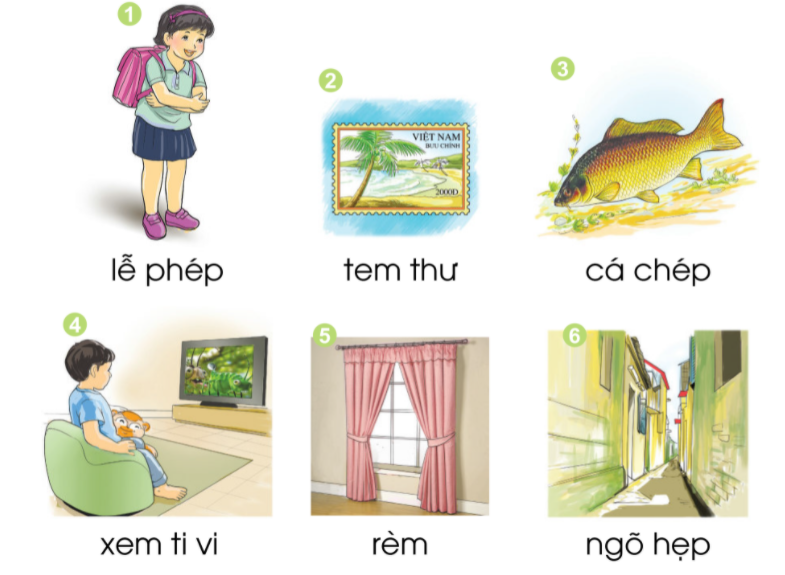 1
2
3
VIỆT NAM
BƯU CHÍNH
2000D
lễ phép
tem thư
cá chép
4
5
6
xem ti vi
rèm
ngõ hẹp